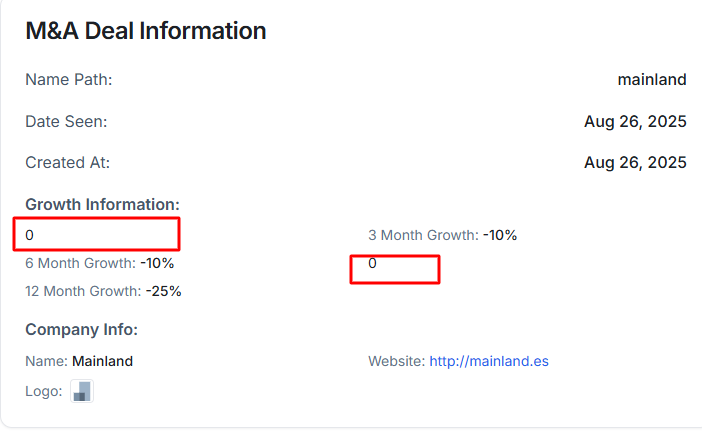 M&A Deal Information
Name Path: mainland
Date Seen: Aug 26, 2025
Created At: Aug 26, 2025
Growth Information:
0 3 Month Growth: -10%
6 Month Growth: -10% 0
12 Month Growth: -25%
Company Info:
Name: Mainland Website: http://mainland.es
Logo: